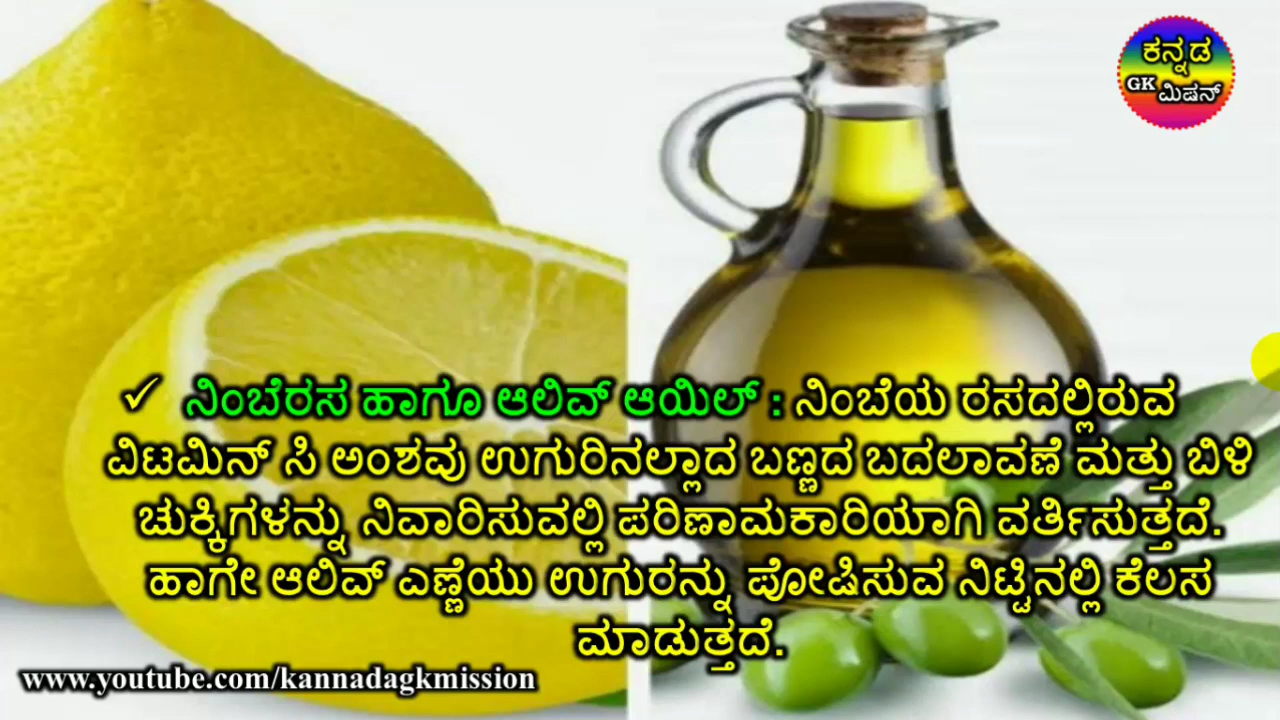 ಕನ್ನಡ
GK ಮಿಷನ್
✓ ನಿಂಬೆರಸ ಹಾಗೂ ಆಲಿವ್ ಆಯಿಲ್ : ನಿಂಬೆಯ ರಸದಲ್ಲಿರುವ
ವಿಟಮಿನ್ ಸಿ ಅಂಶವು ಉಗುರಿನಲ್ಲಾದ ಬಣ್ಣದ ಬದಲಾವಣೆ ಮತ್ತು ಬಿಳಿ
ಚುಕ್ಕಿಗಳನ್ನು ನಿವಾರಿಸುವಲ್ಲಿ ಪರಿಣಾಮಕಾರಿಯಾಗಿ ವರ್ತಿಸುತ್ತದೆ.
ಹಾಗೇ ಆಲಿವ್ ಎಣ್ಣೆಯು ಉಗುರನ್ನು ಪೋಷಿಸುವ ನಿಟ್ಟಿನಲ್ಲಿ ಕೆಲಸ
ಮಾಡುತ್ತದೆ.
www.youtube.com/kannadagkmission